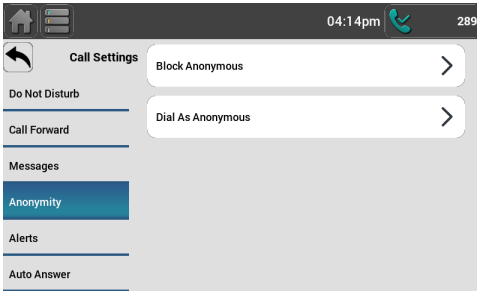 04:14pm
289
Call Settings
Do Not Disturb
Call Forward
Messages
Anonymity
Alerts
Auto Answer
Block Anonymous
Dial As Anonymous